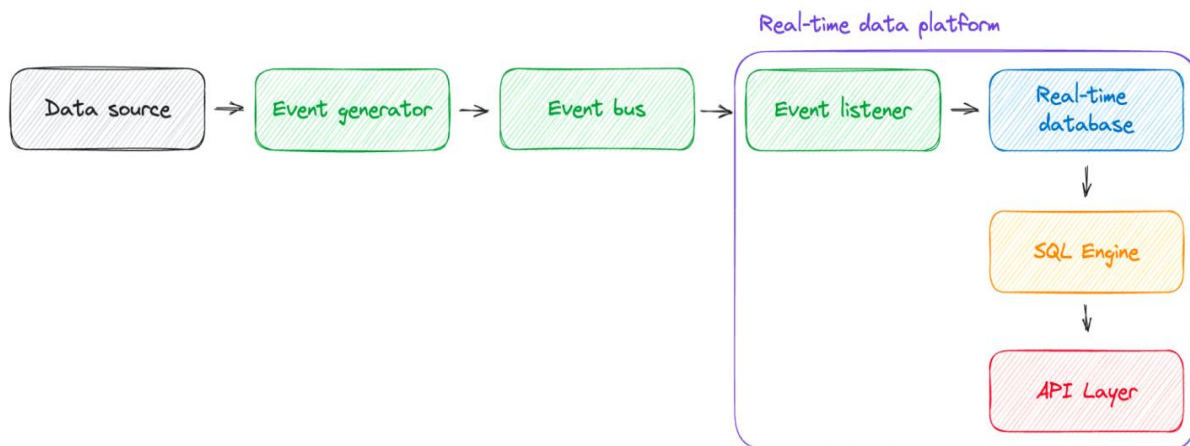 Real-time data platform
Data source
Event generator
Event bus
Event listener
Real-time
database
SQL Engine
API Layer